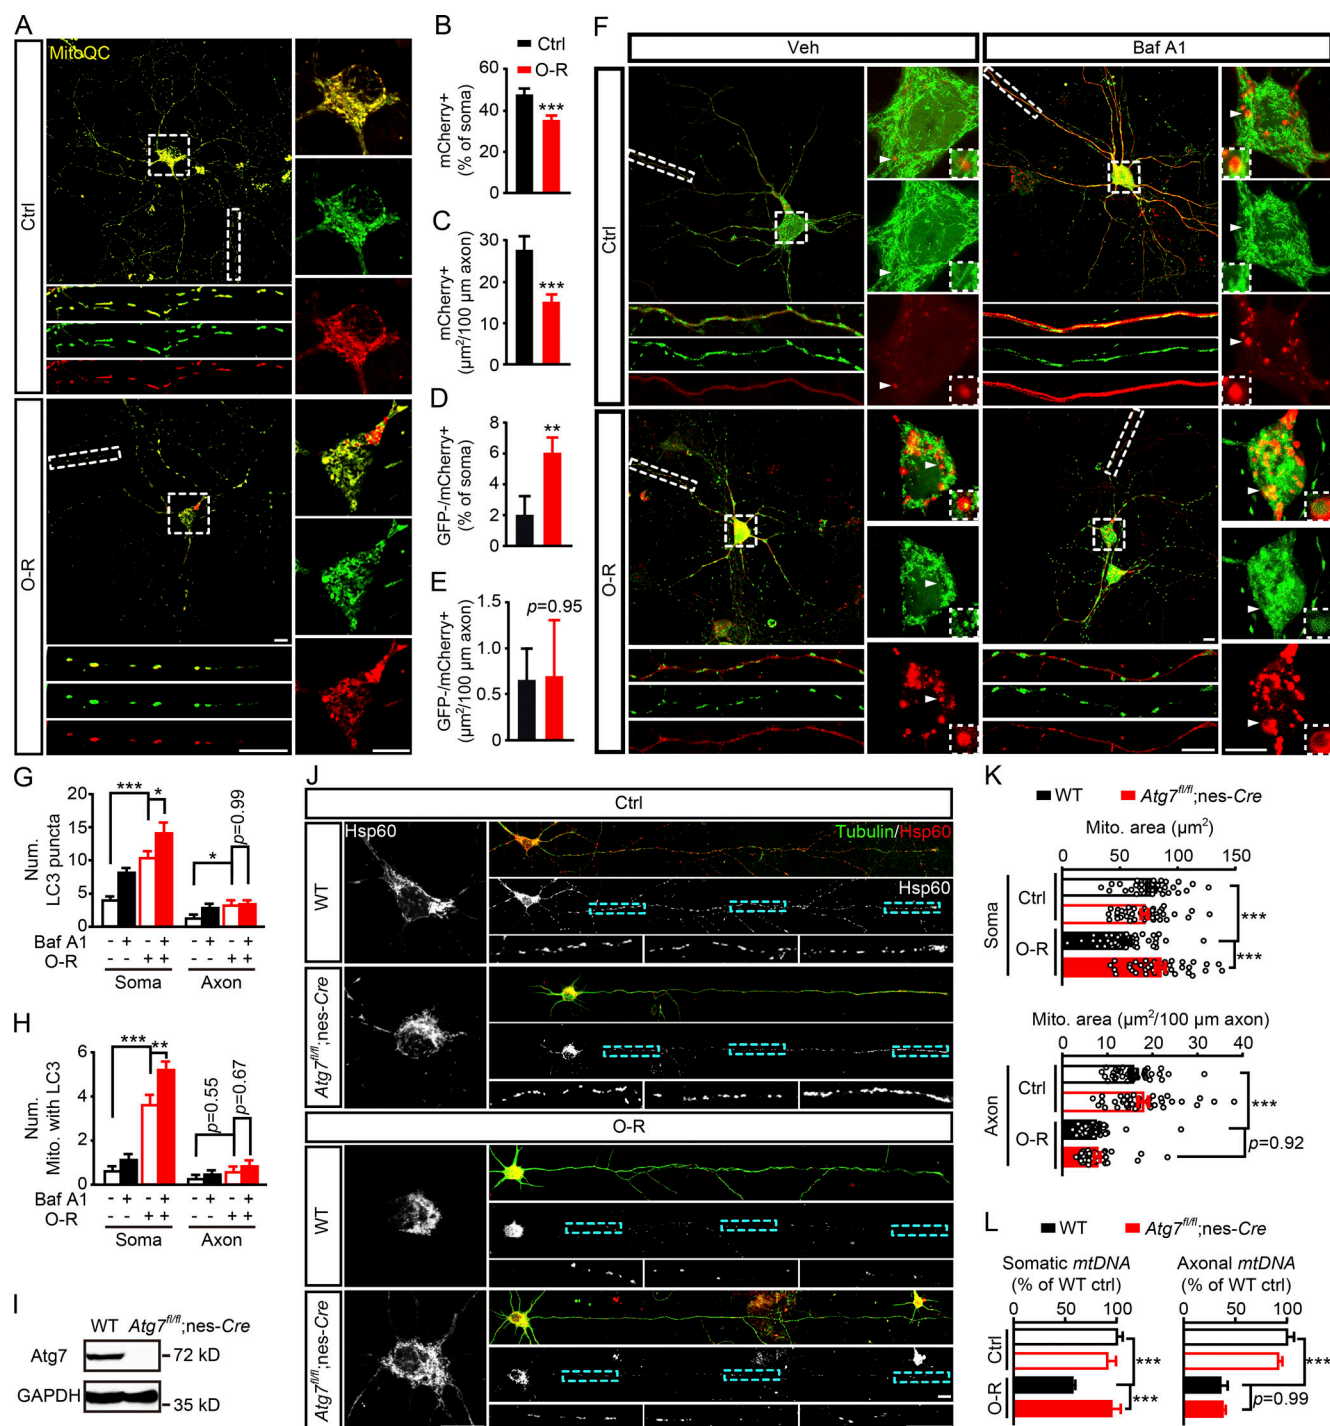 A
MitoQC
Ctrl
O-R
B
Ctrl
O-R
mCherry+
(% of soma)
60
40
20
0
***
C
mCherry+
(µm²/100 µm axon)
30
20
10
0
***
D
GFP-/mCherry+
(% of soma)
8
6
4
2
0
**
E
GFP-/mCherry+
(µm²/100 µm axon)
1.5
1.0
0.5
0
p=0.95
F
Veh
Baf A1
Ctrl
O-R
G
Num.
LC3 puncta
20
15
10
5
0
***
*
*
p=0.99
Baf A1 - + - + - + - +
O-R - - + + - - + +
Soma Axon
H
Num.
Mito. with LC3
6
4
2
0
***
**
p=0.55
p=0.67
Baf A1 - + - + - + - +
O-R - - + + - - + +
Soma Axon
I
WT Atg7fl/fl;nes-Cre
Atg7
72 kD
GAPDH
35 kD
J
Ctrl
WT
Hsp60
Tubulin/Hsp60
Hsp60
Atg7fl/fl;nes-Cre
O-R
WT
Atg7fl/fl;nes-Cre
K
WT Atg7fl/fl;nes-Cre
Mito. area (µm²)
0 50 100 150
Soma
Ctrl
O-R
***
***
Mito. area (µm²/100 µm axon)
0 10 20 30 40
Axon
Ctrl
O-R
***
p=0.92
L
WT Atg7fl/fl;nes-Cre
Somatic mtDNA
(% of WT ctrl)
0 50 100
Axonal mtDNA
(% of WT ctrl)
0 50 100
Ctrl
O-R
***
***
***
p=0.99